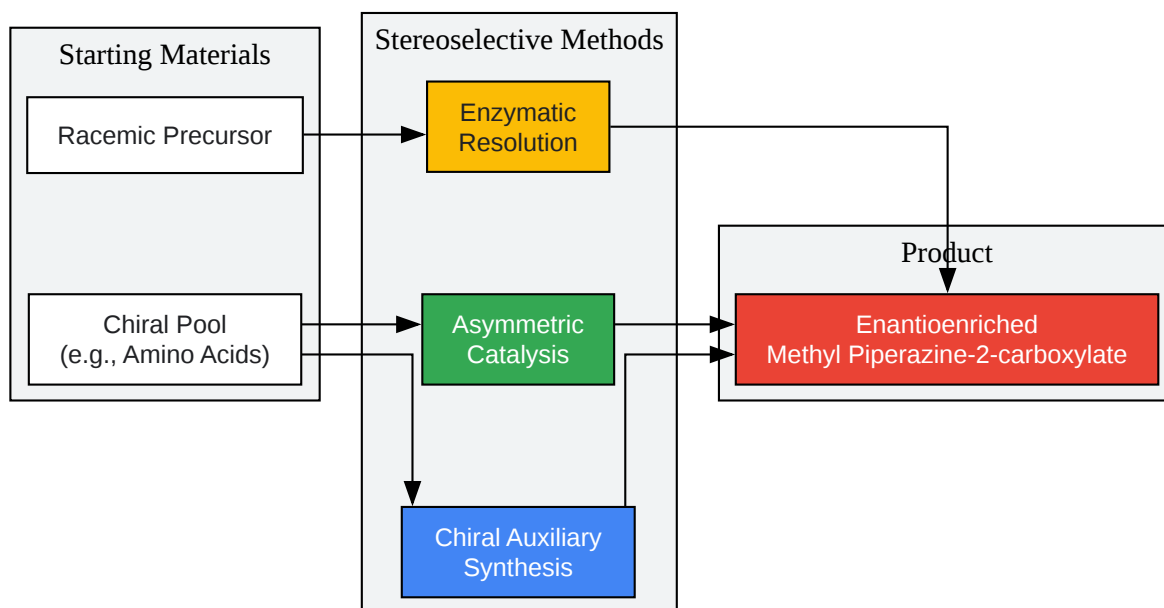 Starting Materials
Racemic Precursor
Chiral Pool
(e.g., Amino Acids)
Stereoselective Methods
Enzymatic
Resolution
Asymmetric
Catalysis
Chiral Auxiliary
Synthesis
Product
Enantioenriched
Methyl Piperazine-2-carboxylate